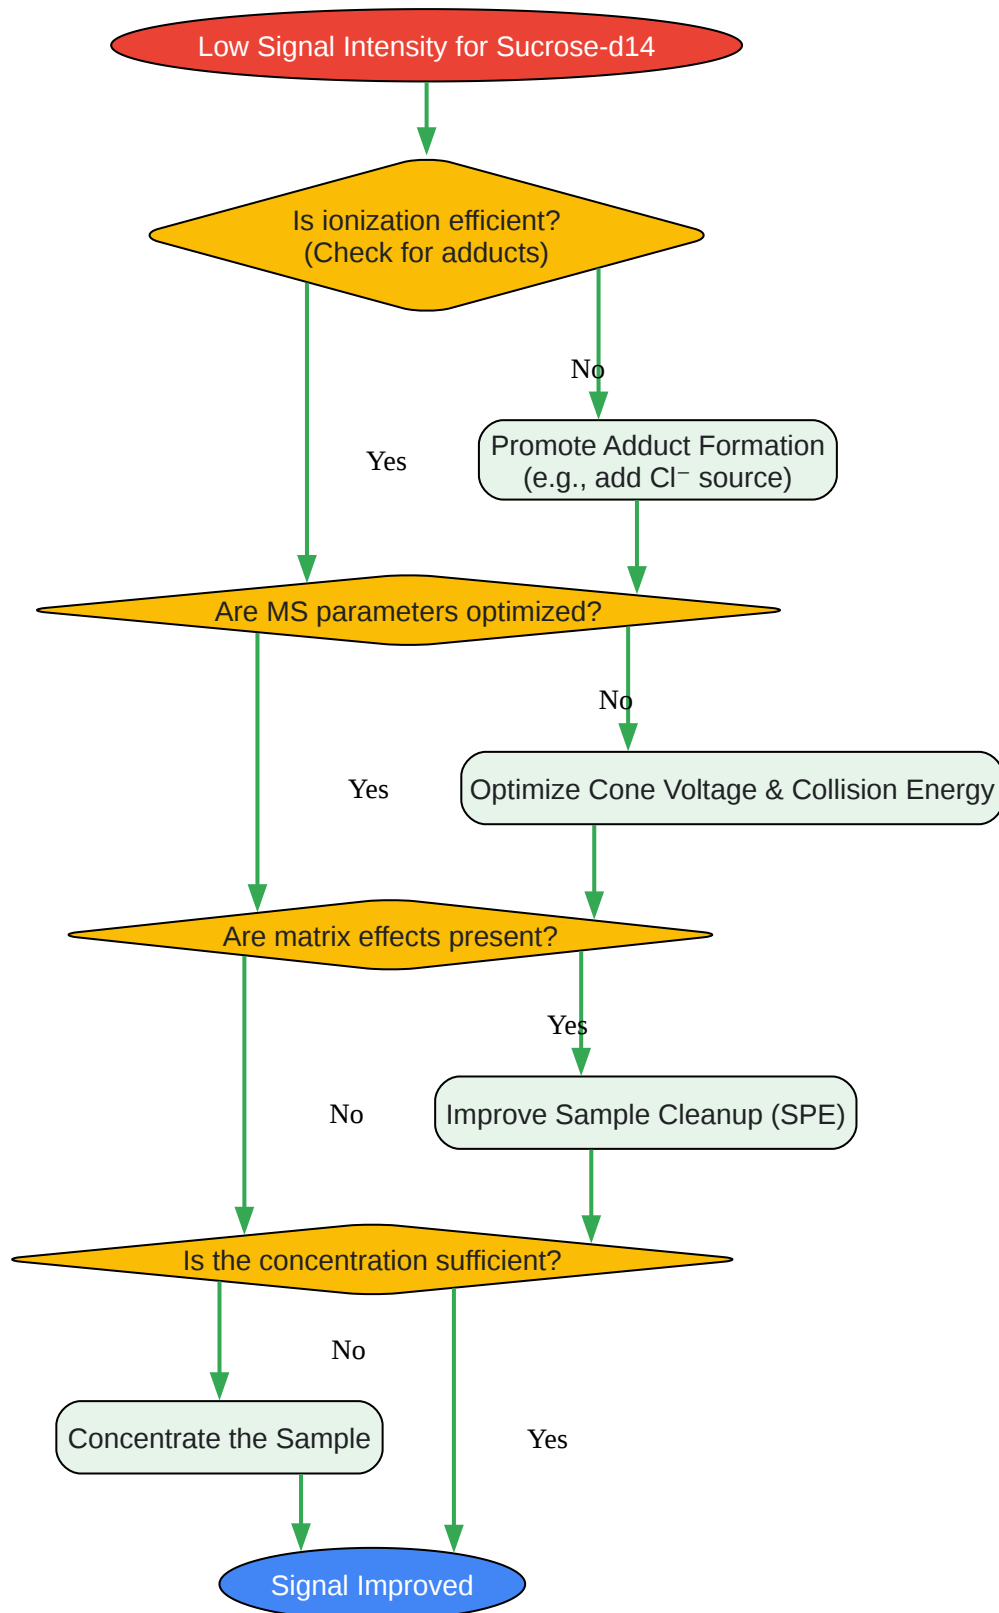 Low Signal Intensity for Sucrose-d14
Is ionization efficient?
(Check for adducts)
No
Promote Adduct Formation
(e.g., add Cl⁻ source)
Yes
Are MS parameters optimized?
No
Optimize Cone Voltage & Collision Energy
Yes
Are matrix effects present?
Yes
Improve Sample Cleanup (SPE)
No
Is the concentration sufficient?
No
Concentrate the Sample
Yes
Signal Improved